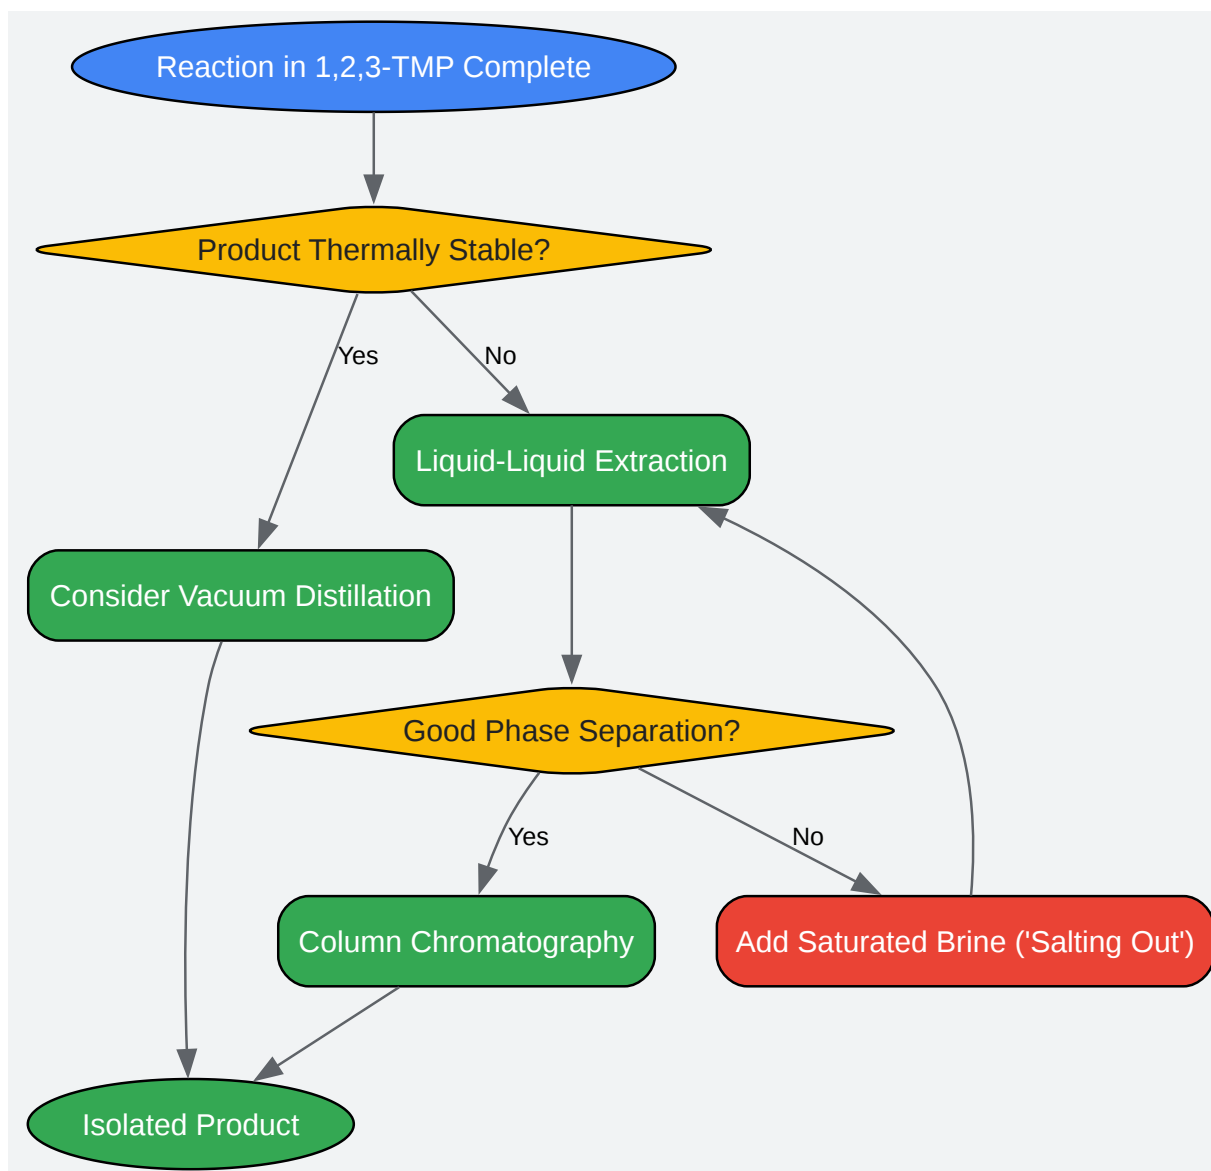 Reaction in 1,2,3-TMP Complete
Product Thermally Stable?
Yes
No
Liquid-Liquid Extraction
Consider Vacuum Distillation
Good Phase Separation?
Yes
No
Column Chromatography
Add Saturated Brine ('Salting Out')
Isolated Product